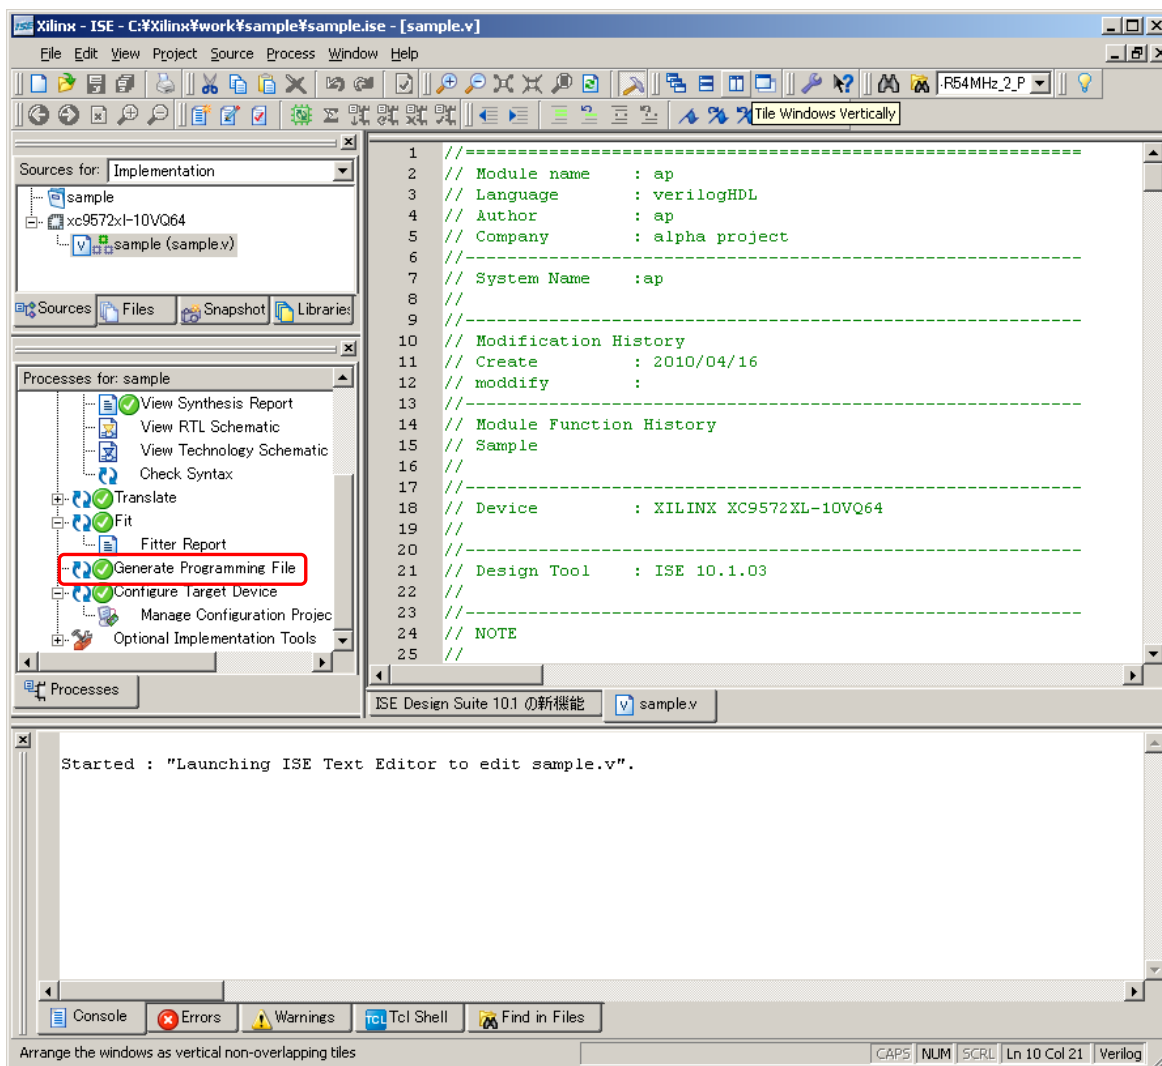 Xilinx - ISE - C:¥Xilinx¥work¥sample¥sample.ise - [sample.v]
File Edit View Project Source Process Window Help
R54MHz_2_P
Tile Windows Vertically
Sources for: Implementation
sample
xc9572xl-10VQ64
sample (sample.v)
Sources Files Snapshot Libraries
Processes for: sample
View Synthesis Report
View RTL Schematic
View Technology Schematic
Check Syntax
Translate
Fit
Fitter Report
Generate Programming File
Configure Target Device
Manage Configuration Projec
Optional Implementation Tools
Processes
1 //===========================================================
2 // Module name : ap
3 // Language : verilogHDL
4 // Author : ap
5 // Company : alpha project
6 //-----------------------------------------------------------
7 // System Name :ap
8 //
9 //-----------------------------------------------------------
10 // Modification History
11 // Create : 2010/04/16
12 // moddify :
13 //-----------------------------------------------------------
14 // Module Function History
15 // Sample
16 //
17 //-----------------------------------------------------------
18 // Device : XILINX XC9572XL-10VQ64
19 //
20 //-----------------------------------------------------------
21 // Design Tool : ISE 10.1.03
22 //
23 //-----------------------------------------------------------
24 // NOTE
25 //
ISE Design Suite 10.1 の新機能 sample.v
Started : "Launching ISE Text Editor to edit sample.v".
Console Errors Warnings Tcl Shell Find in Files
Arrange the windows as vertical non-overlapping tiles
CAPS NUM SCRL Ln 10 Col 21 Verilog